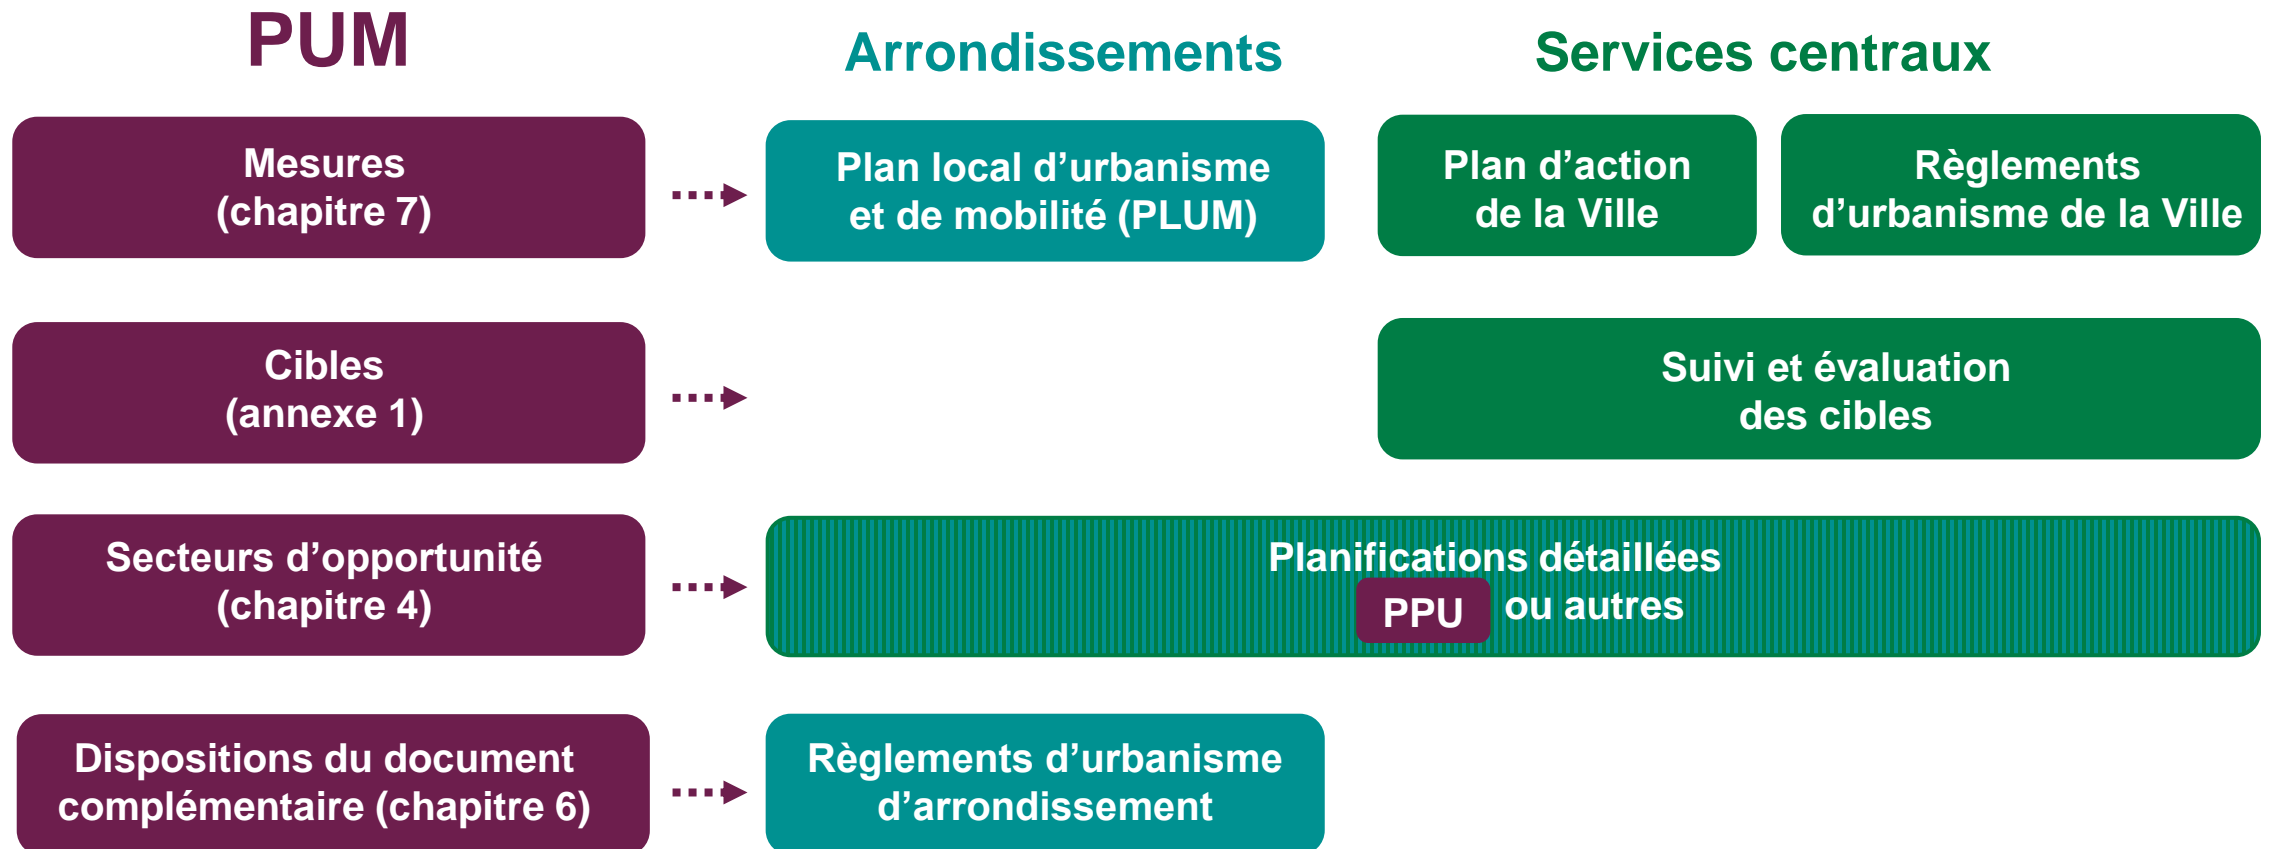 PUM
Arrondissements
Services centraux
Mesures
(chapitre 7)
Plan local d’urbanisme
et de mobilité (PLUM)
Plan d’action
de la Ville
Règlements
d’urbanisme de la Ville
Cibles
(annexe 1)
Suivi et évaluation
des cibles
Secteurs d’opportunité
(chapitre 4)
Planifications détaillées
PPU ou autres
Dispositions du document
complémentaire (chapitre 6)
Règlements d’urbanisme
d’arrondissement